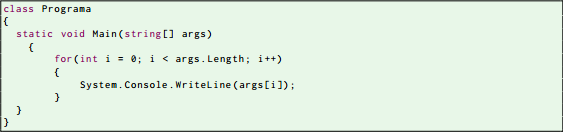 class Programa
{
  static void Main(string[] args)
    {
        for(int i = 0; i < args.Length; i++)
        {
            System.Console.WriteLine(args[i]);
        }
  }
}